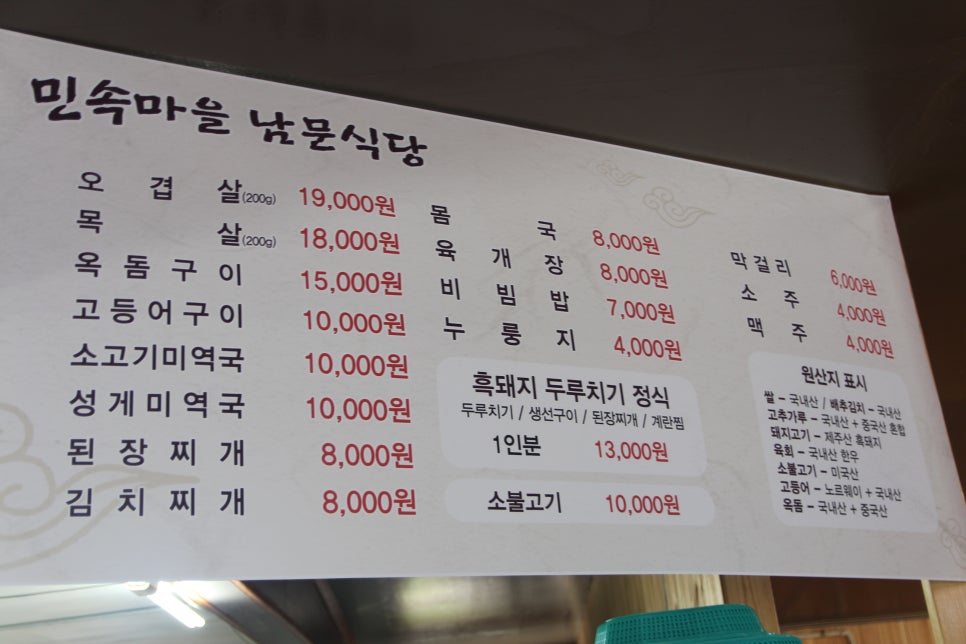 민속마을 남문식당
오겹살(200g) 19,000원
목살(200g) 18,000원
옥돔구이 15,000원
고등어구이 10,000원
소고기미역국 10,000원
성게미역국 10,000원
된장찌개 8,000원
김치찌개 8,000원
몸국 8,000원
육개장 8,000원
비빔밥 7,000원
누룽지 4,000원
흑돼지 두루치기 정식
두루치기 / 생선구이 / 된장찌개 / 계란찜
1인분 13,000원
소불고기 10,000원
막걸리 6,000원
소주 4,000원
맥주 4,000원
원산지 표시
쌀 – 국내산 / 배추김치 – 국내산
고추가루 – 국내산 + 중국산 혼합
돼지고기 – 제주산 흑돼지
육회 – 국내산 한우
소불고기 – 미국산
고등어 – 노르웨이 + 국내산
옥돔 – 국내산 + 중국산